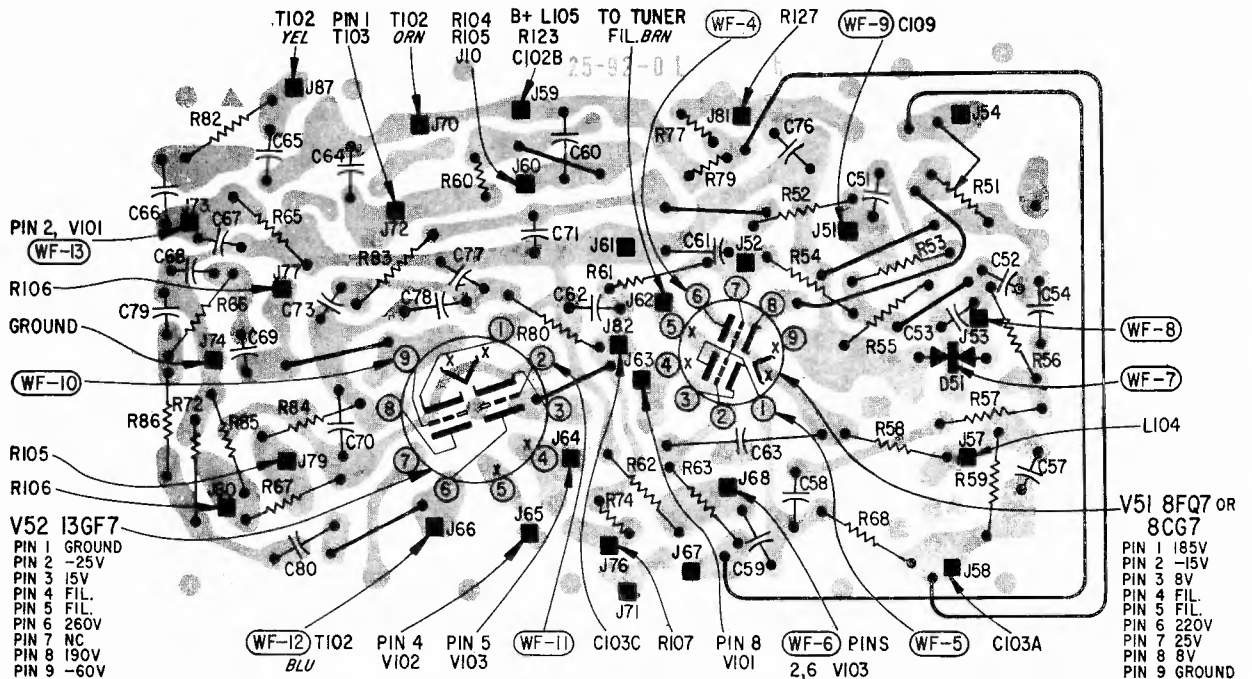 T102 YEL
PIN 1 T103
T102 ORN
R104 R105 J10
B+ L105 R123 C102B
TO TUNER FIL. BRN
WF-4
R127
WF-9 C109
25-92-0
J87
J59
J81
J54
R82
J70
R77
C76
C65
C64
C60
J60
R60
R79
R52
C51
R51
C66
J73
C67
R65
J72
C71
J61
C61
J52
J51
R53
PIN 2, V101
WF-13
C68
R83
C77
R61
R54
C52
R106
J77
R66
C73
C78
C62
J62
C54
C79
R80
J82
C53
J53
WF-8
GROUND
J74
C69
J63
R55
R56
D51
WF-7
WF-10
1
2
3
4
5
6
7
8
9
1
2
3
4
5
6
7
8
9
R86
R72
R85
R84
C70
J64
C63
R58
R57
J57
L104
R105
J79
R62
R63
J68
C58
R59
C57
R106
J80
R67
R74
R68
V52 13GF7
PIN 1 GROUND
PIN 2 -25V
PIN 3 15V
PIN 4 FIL.
PIN 5 FIL.
PIN 6 260V
PIN 7 NC
PIN 8 190V
PIN 9 -60V
C80
J66
J65
J76
J67
J71
C59
J58
V51 8FQ7 OR 8CG7
PIN 1 185V
PIN 2 -15V
PIN 3 8V
PIN 4 FIL.
PIN 5 FIL.
PIN 6 220V
PIN 7 25V
PIN 8 8V
PIN 9 GROUND
WF-12 T102 BLU
PIN 4 V102
PIN 5 V103
WF-11
C103C
R107
PIN 8 V101
WF-6 PINS 2,6 V103
WF-5
C103A